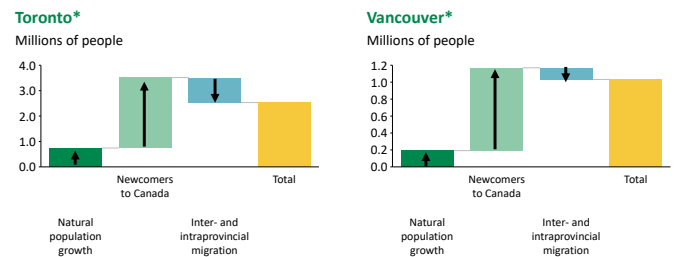 Toronto*
Millions of people
4.0
3.0
2.0
1.0
0.0
Newcomers
to Canada
Total
Natural
population
growth
Inter- and
intraprovincial
migration
Vancouver*
Millions of people
1.2
1.0
0.8
0.6
0.4
0.2
0.0
Newcomers
to Canada
Total
Natural
population
growth
Inter- and
intraprovincial
migration